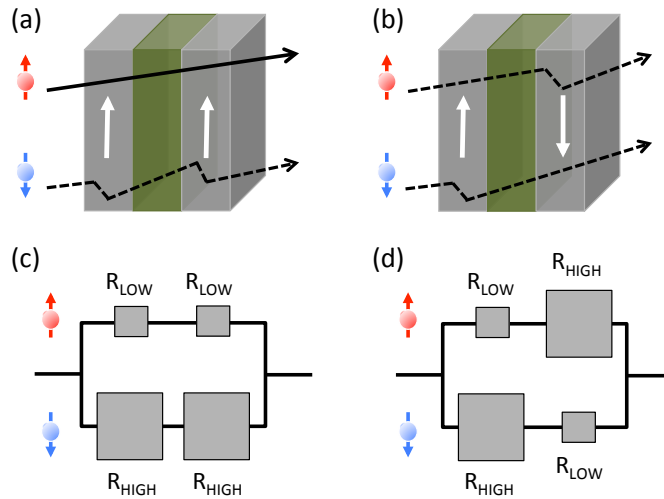 (a)
(b)
(c)
R_LOW R_LOW
R_HIGH R_HIGH
(d)
R_HIGH
R_LOW
R_HIGH
R_LOW